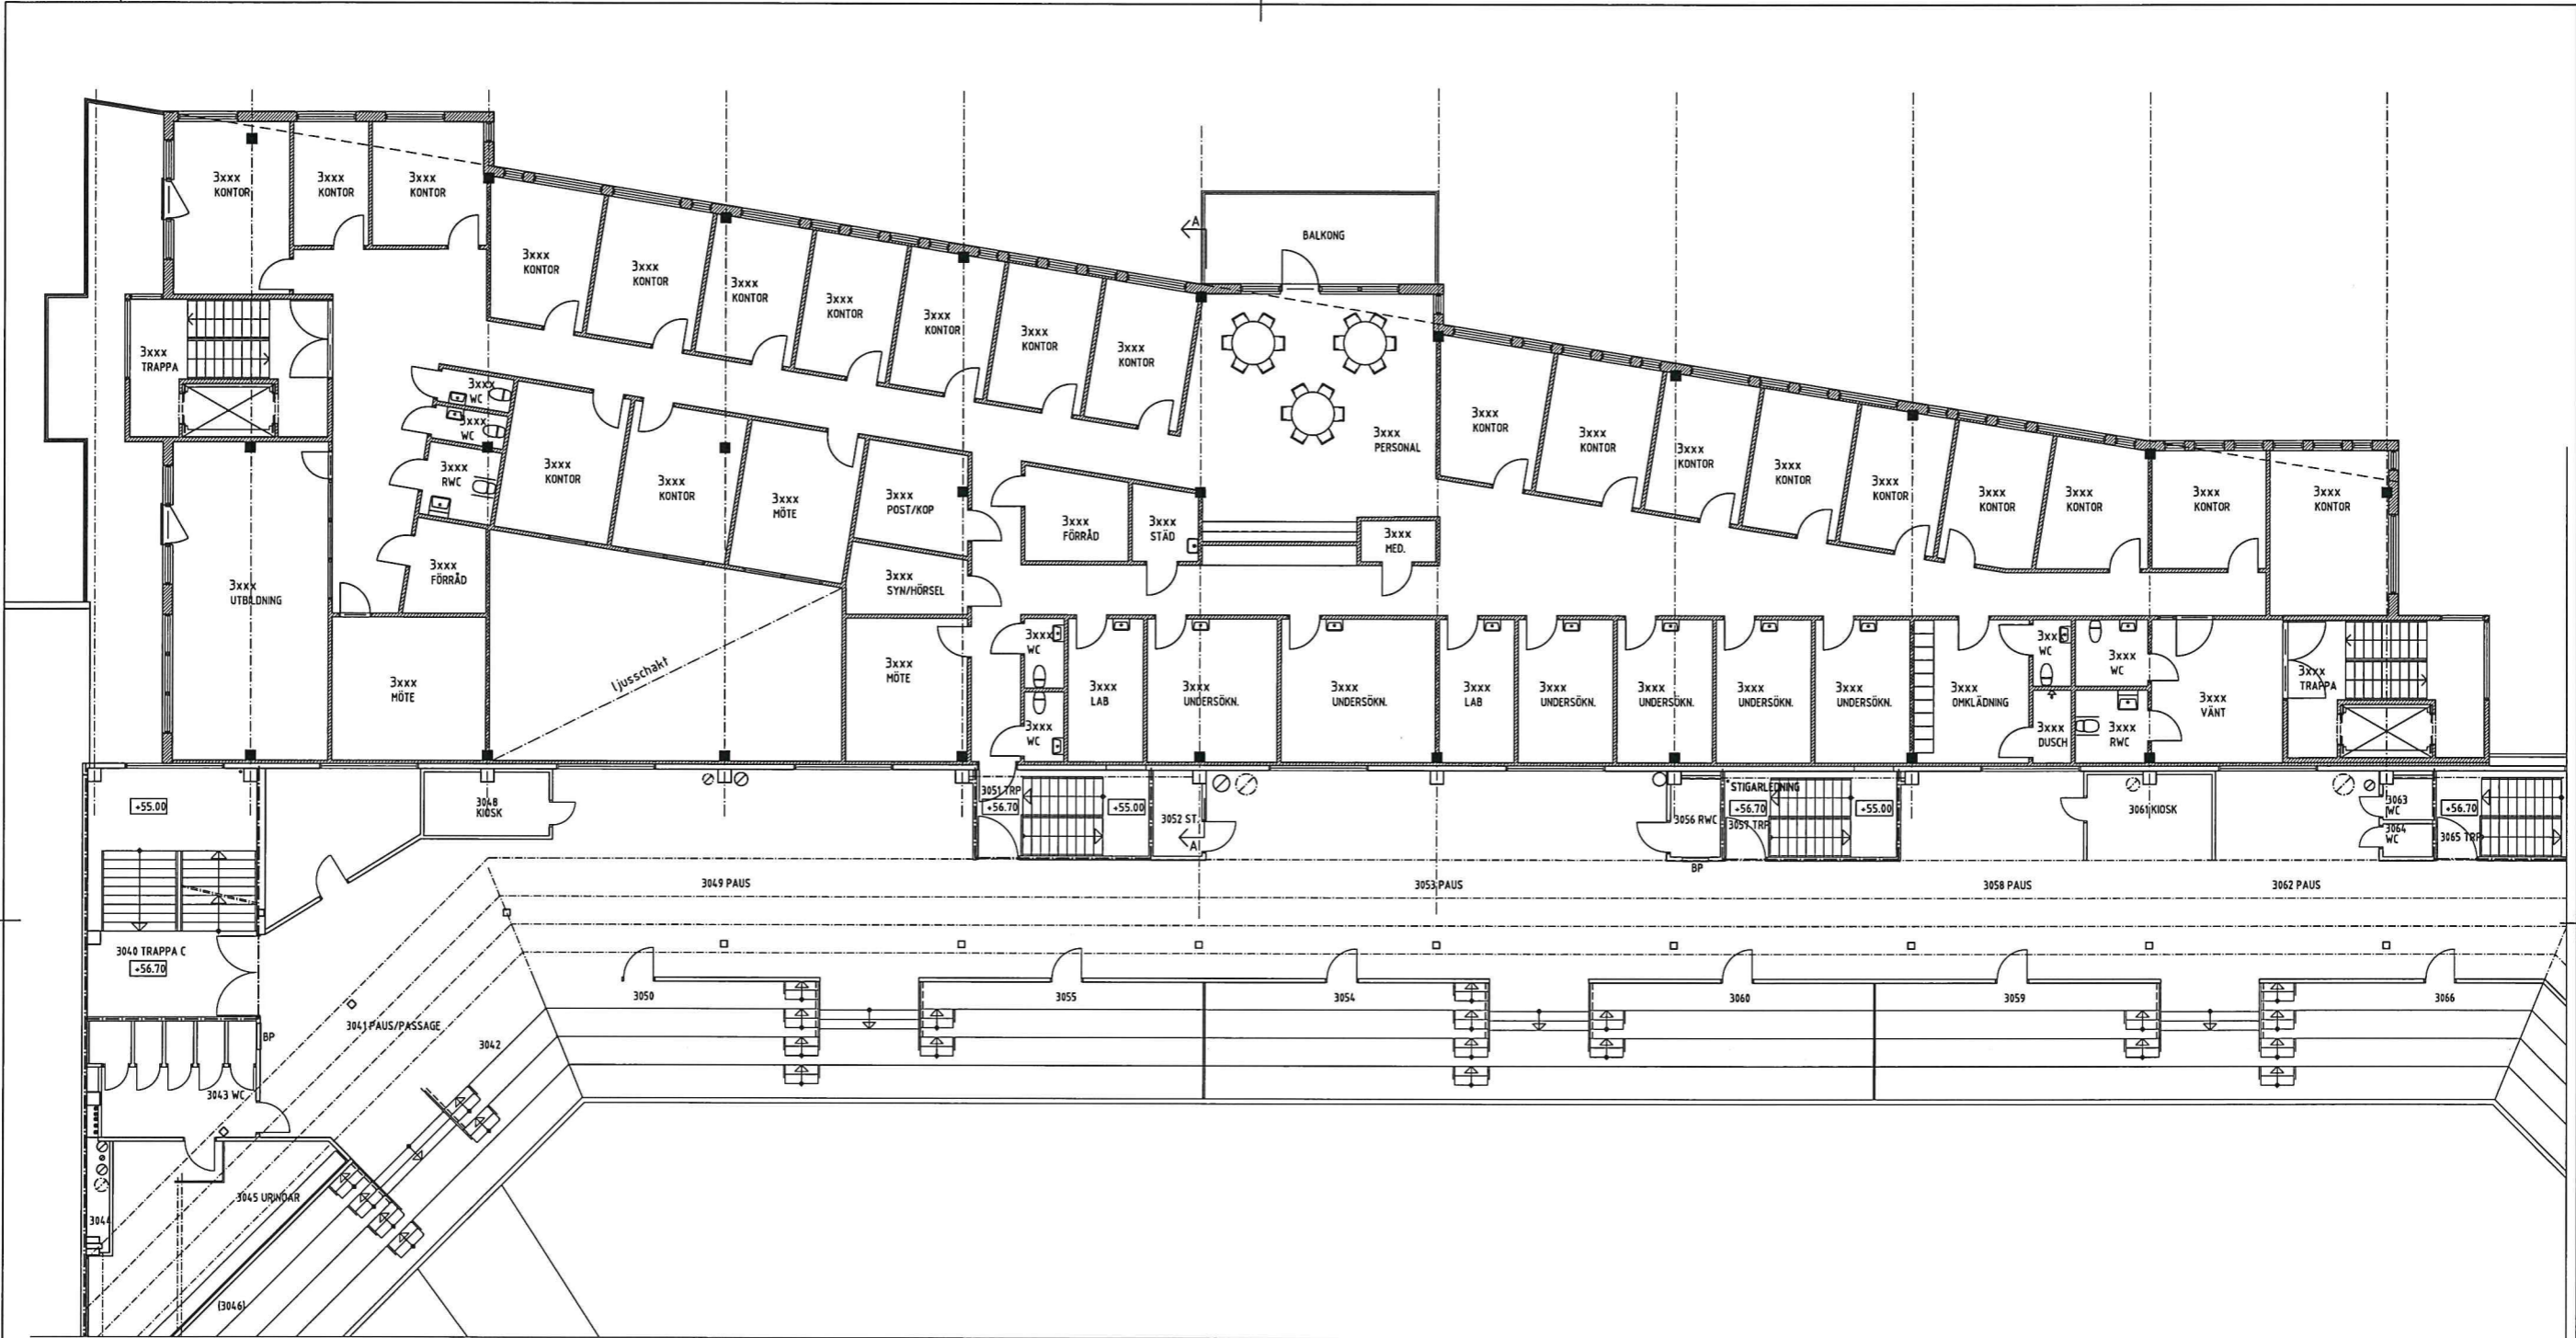 3xxx
KONTOR
3xxx
KONTOR
3xxx
KONTOR
3xxx
KONTOR
3xxx
KONTOR
3xxx
KONTOR
3xxx
KONTOR
3xxx
KONTOR
3xxx
KONTOR
3xxx
KONTOR
A
BALKONG
3xxx
TRAPPA
3xxx
WC
3xxx
WC
3xxx
RWC
3xxx
FÖRRÅD
3xxx
KONTOR
3xxx
KONTOR
3xxx
MÖTE
3xxx
POST/KOP
3xxx
SYN/HÖRSEL
3xxx
FÖRRÅD
3xxx
STÄD
3xxx
PERSONAL
3xxx
MED.
3xxx
KONTOR
3xxx
KONTOR
3xxx
KONTOR
3xxx
KONTOR
3xxx
KONTOR
3xxx
KONTOR
3xxx
KONTOR
3xxx
KONTOR
3xxx
KONTOR
3xxx
UTBILDNING
3xxx
MÖTE
ljusschakt
3xxx
MÖTE
3xxx
WC
3xxx
WC
3xxx
LAB
3xxx
UNDERSÖKN.
3xxx
UNDERSÖKN.
3xxx
LAB
3xxx
UNDERSÖKN.
3xxx
UNDERSÖKN.
3xxx
UNDERSÖKN.
3xxx
UNDERSÖKN.
3xxx
OMKLÄDNING
3xx
WC
3xxx
DUSCH
3xxx
WC
3xxx
RWC
3xxx
VÄNT
3xxx
TRAPPA
+55.00
3048
KIOSK
3051 TRP
+56.70
+55.00
3052 ST.
A
3056 RWC
BP
STIGARLEDNING
+56.70
3057 TRP
+55.00
3061 KIOSK
3063
WC
3064
WC
+56.70
3065 TRP
3049 PAUS
3053 PAUS
3058 PAUS
3062 PAUS
3040 TRAPPA C
+56.70
3050
3055
3054
3060
3059
3066
3041 PAUS/PASSAGE
BP
3042
3043 WC
3045 URINOAR
3044
(3046)